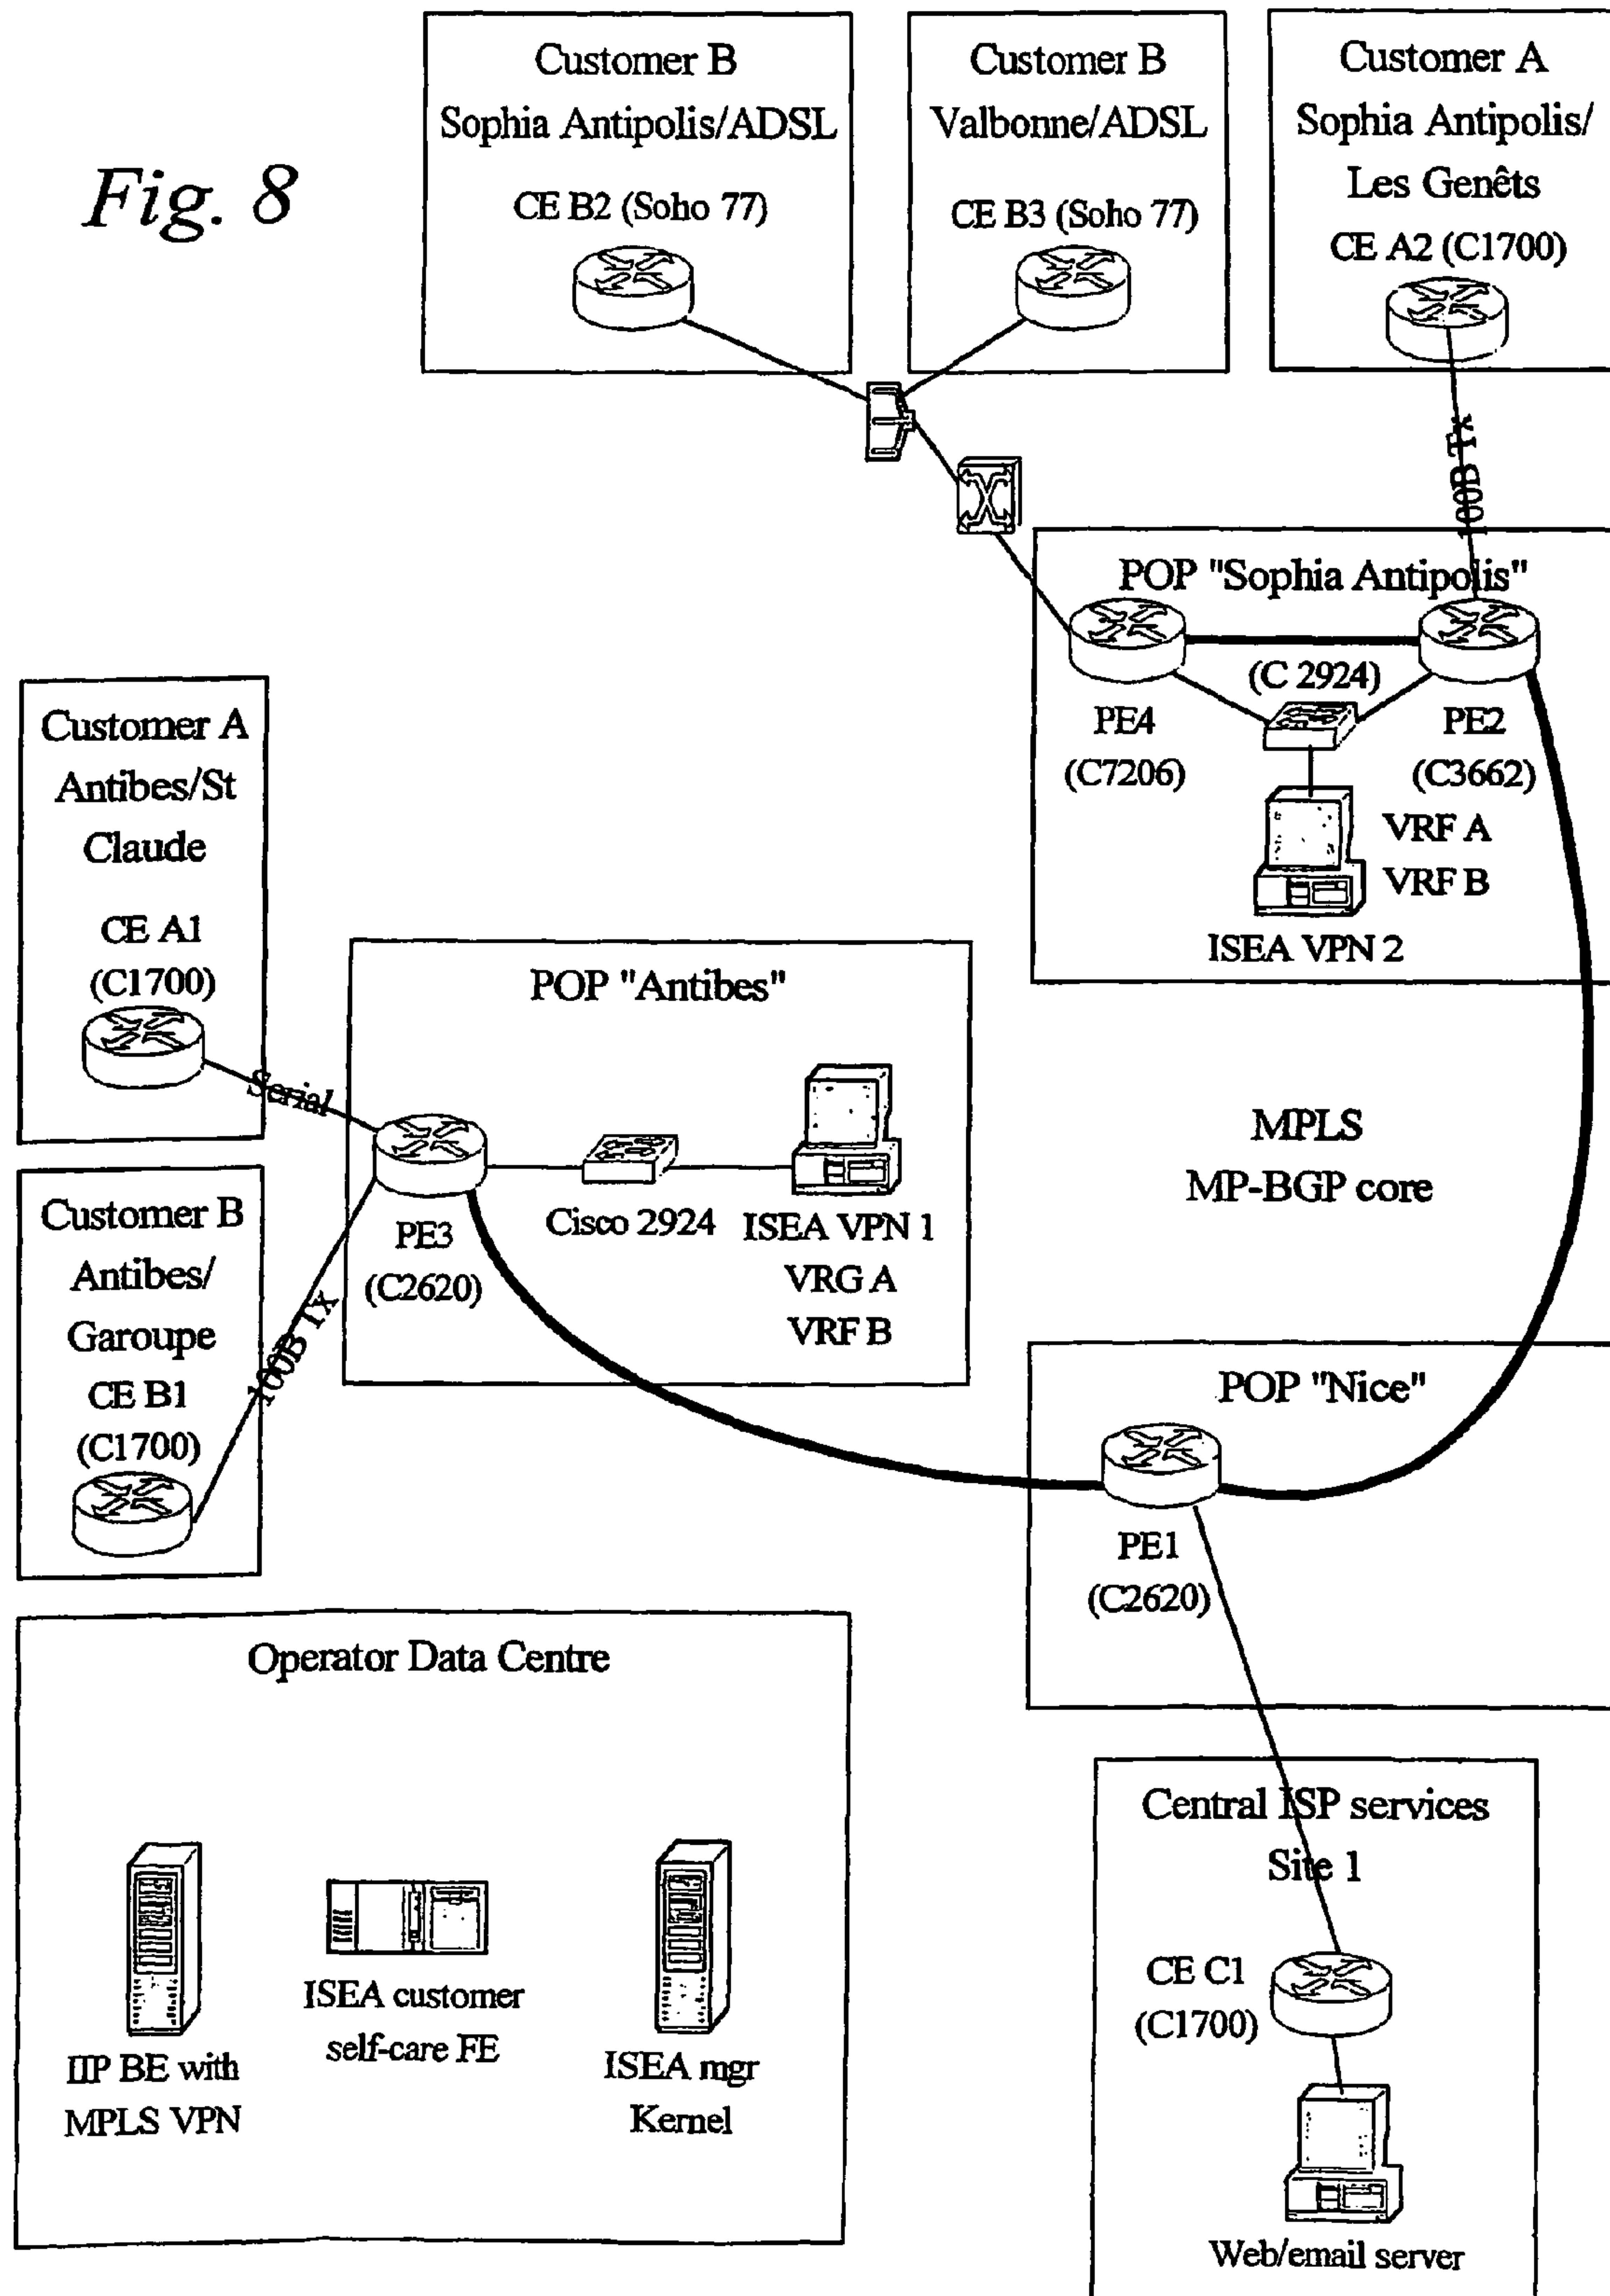 Fig. 8
Customer B
Sophia Antipolis/ADSL
CE B2 (Soho 77)
Customer B
Valbonne/ADSL
CE B3 (Soho 77)
Customer A
Sophia Antipolis/
Les Genêts
CE A2 (C1700)
100B Tx
POP "Sophia Antipolis"
(C 2924)
PE4
(C7206)
PE2
(C3662)
VRF A
VRF B
ISEA VPN 2
Customer A
Antibes/St
Claude
CE A1
(C1700)
Serial
POP "Antibes"
PE3
(C2620)
Cisco 2924
ISEA VPN 1
VRG A
VRF B
MPLS
MP-BGP core
Customer B
Antibes/
Garoupe
CE B1
(C1700)
100B Tx
POP "Nice"
PE1
(C2620)
Operator Data Centre
IIP BE with
MPLS VPN
ISEA customer
self-care FE
ISEA mgr
Kernel
Central ISP services
Site 1
CE C1
(C1700)
Web/email server